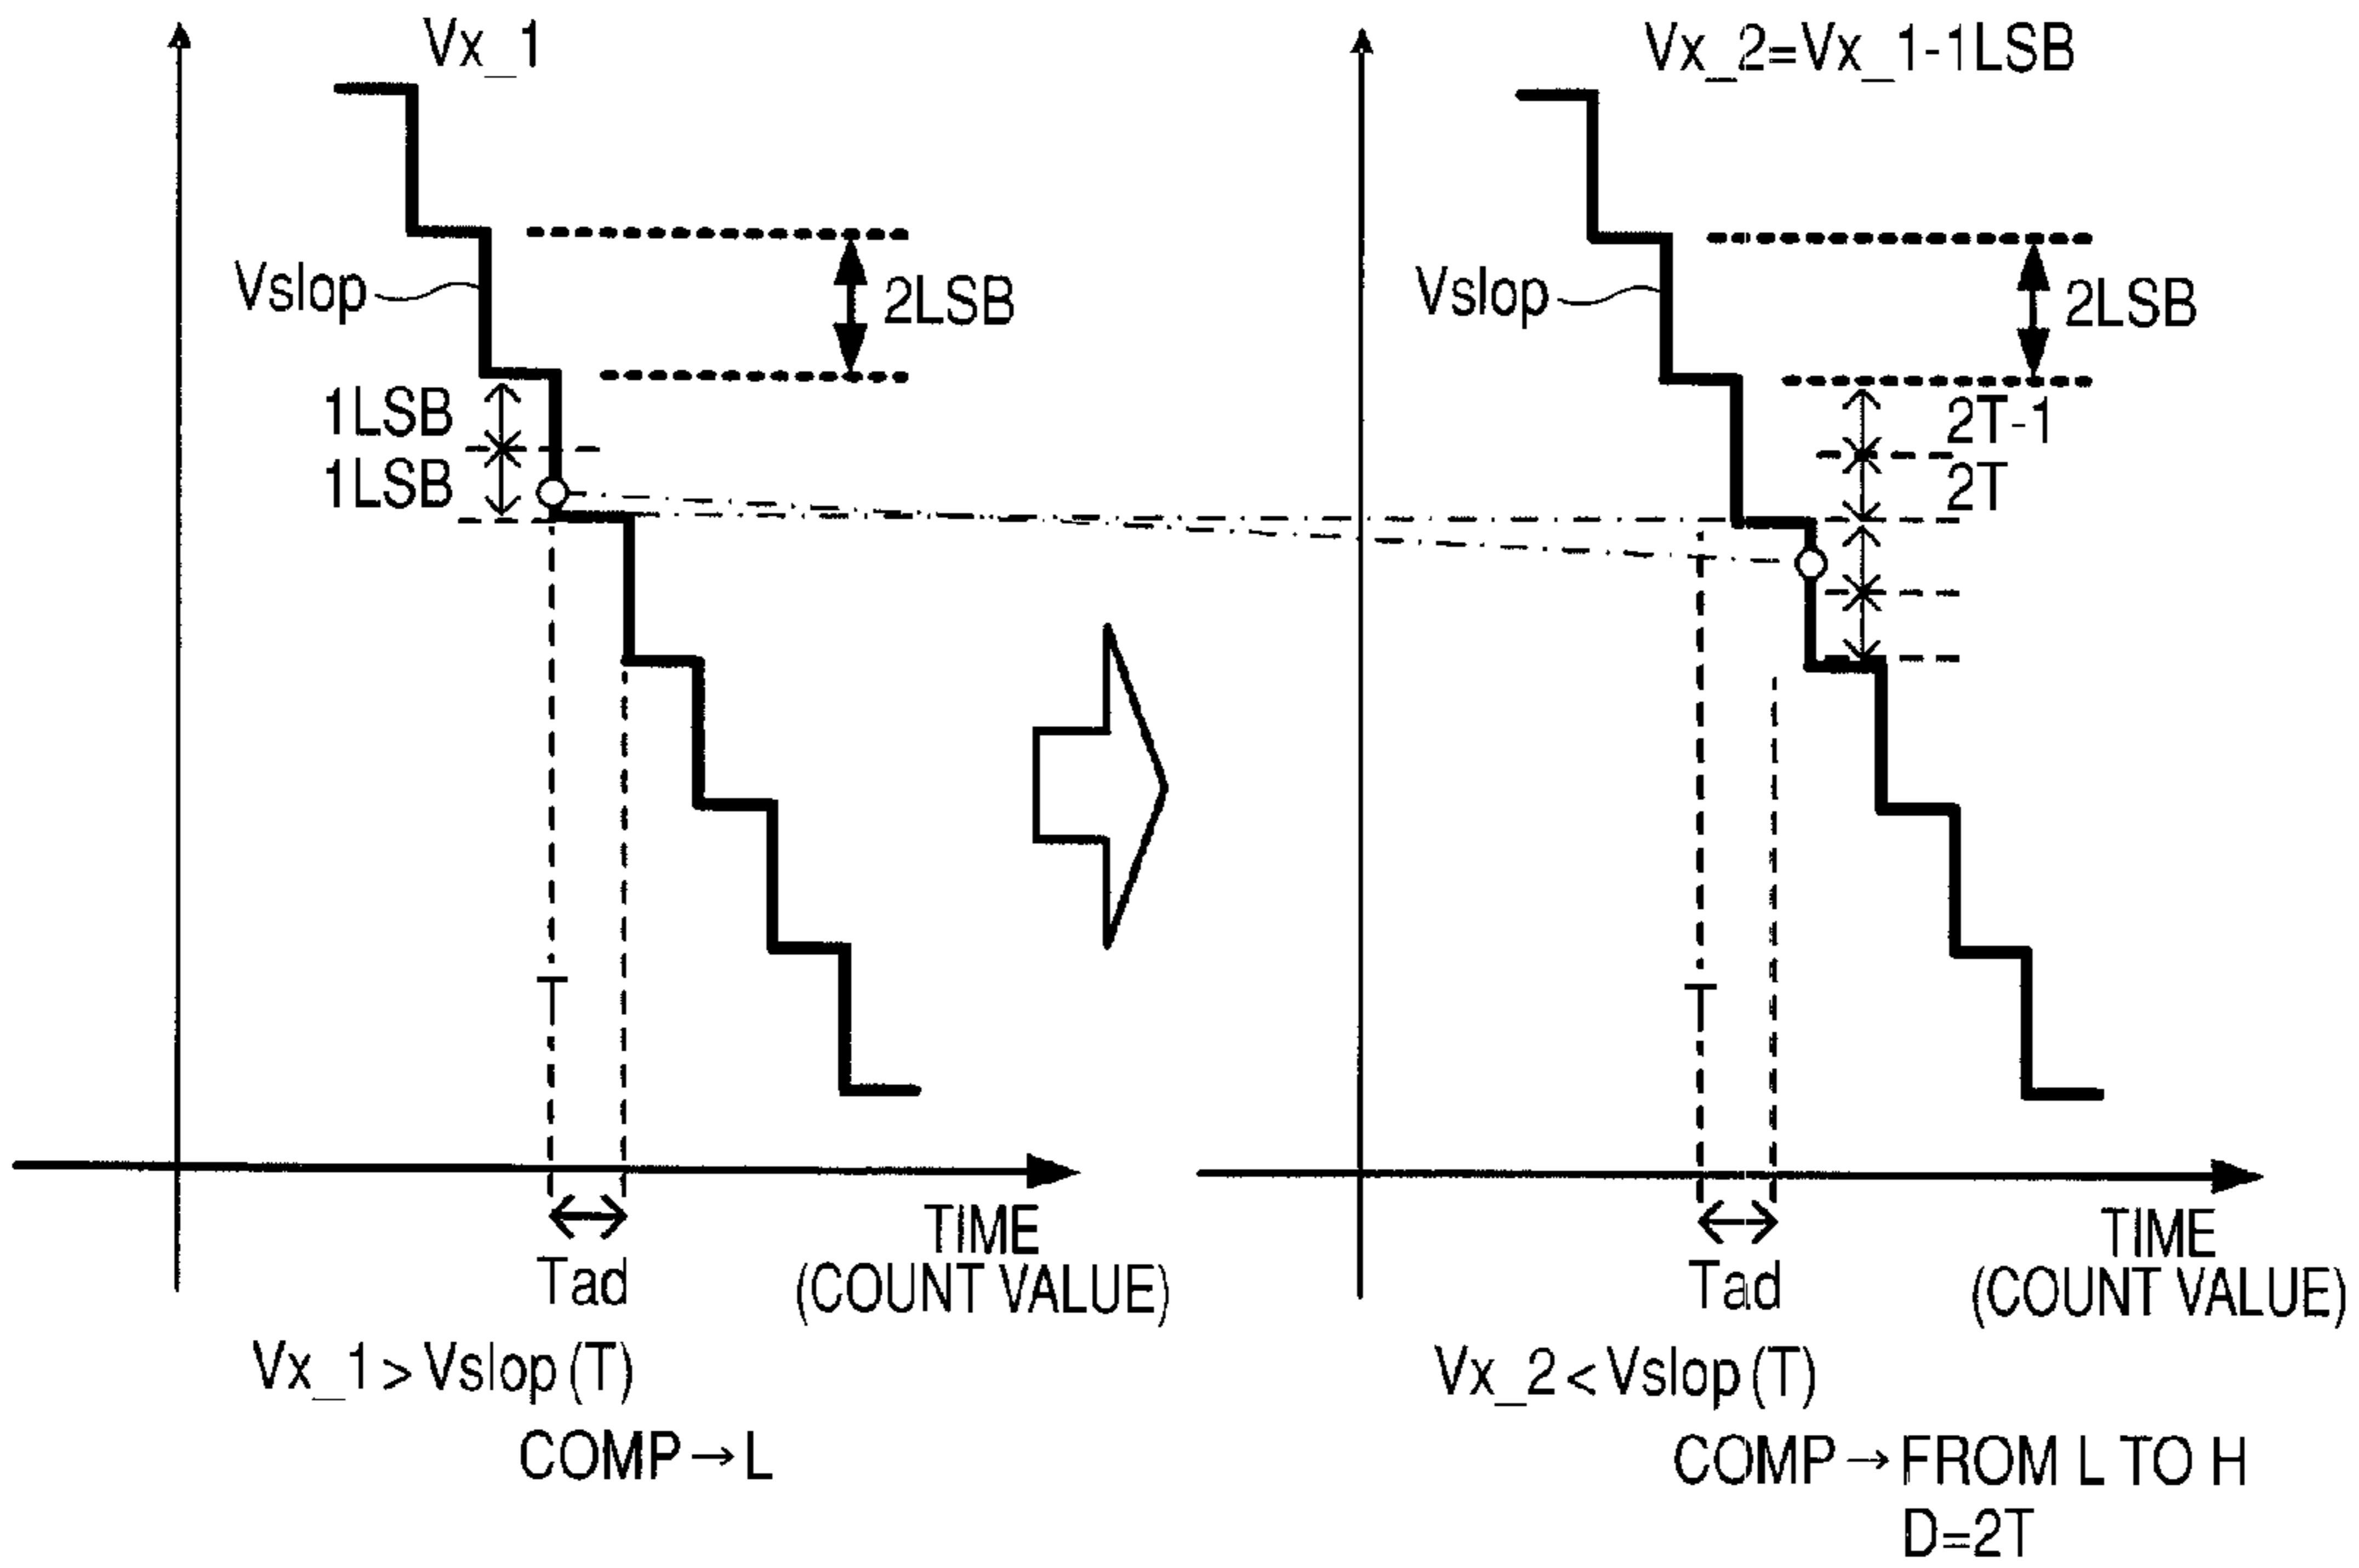 Vx_1
Vslop
2LSB
1LSB
1LSB
T
Tad
TIME
(COUNT VALUE)
Vx_1 > Vslop (T)
COMP→L
Vx_2=Vx_1-1LSB
Vslop
2LSB
2T-1
2T
T
Tad
TIME
(COUNT VALUE)
Vx_2 < Vslop (T)
COMP→FROM L TO H
D=2T